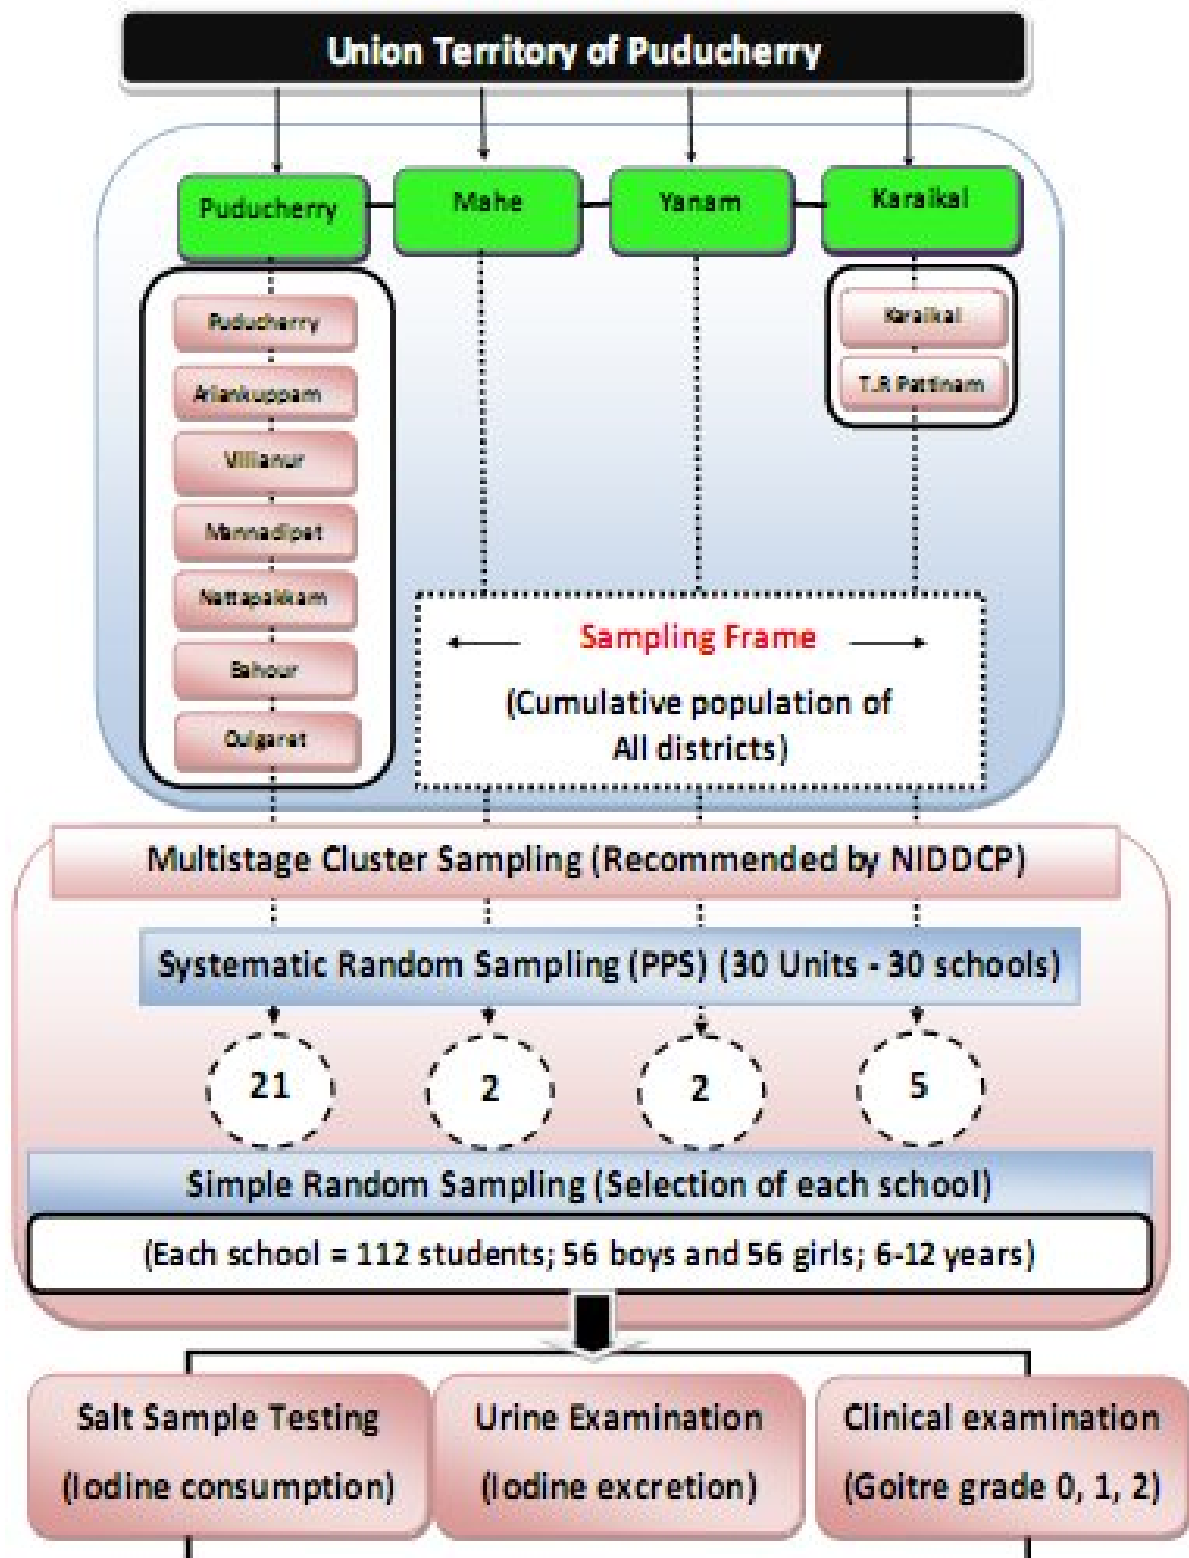 Union Territory of Puducherry
Puducherry
Mahe
Yanam
Karaikal
Puducherry
Ariankuppam
Villianur
Mannadipet
Nettapakkam
Bahour
Oulgaret
Karaikal
T.R Pattinam
Sampling Frame
(Cumulative population of
All districts)
Multistage Cluster Sampling (Recommended by NIDDCP)
Systematic Random Sampling (PPS) (30 Units - 30 schools)
21
2
2
5
Simple Random Sampling (Selection of each school)
(Each school = 112 students; 56 boys and 56 girls; 6-12 years)
Salt Sample Testing
(Iodine consumption)
Urine Examination
(Iodine excretion)
Clinical examination
(Goitre grade 0, 1, 2)